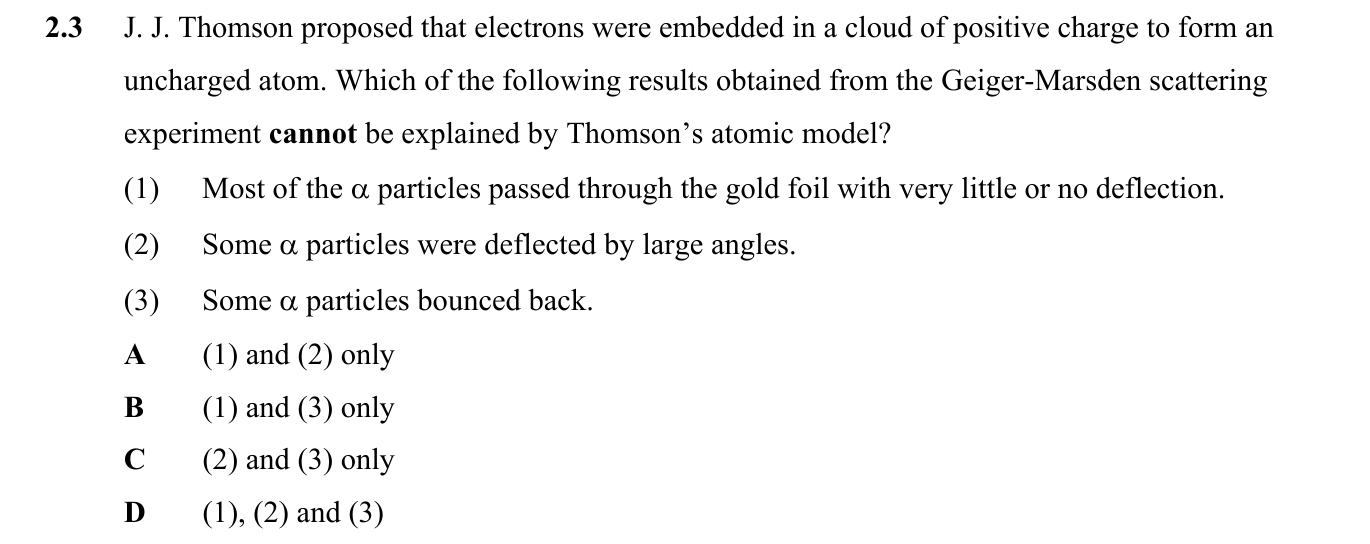 2.3 J. J. Thomson proposed that electrons were embedded in a cloud of positive charge to form an
uncharged atom. Which of the following results obtained from the Geiger-Marsden scattering
experiment cannot be explained by Thomson’s atomic model?
(1) Most of the α particles passed through the gold foil with very little or no deflection.
(2) Some α particles were deflected by large angles.
(3) Some α particles bounced back.
A (1) and (2) only
B (1) and (3) only
C (2) and (3) only
D (1), (2) and (3)